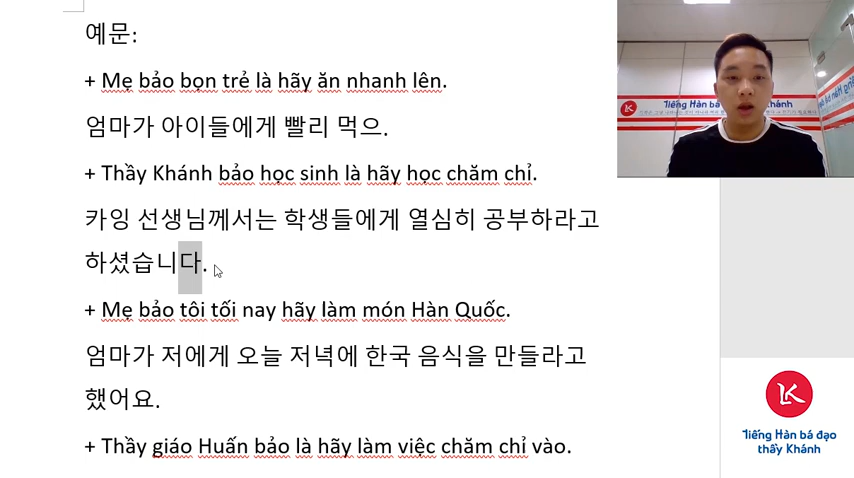 예문:
+ Mẹ bảo bọn trẻ là hãy ăn nhanh lên.
엄마가 아이들에게 빨리 먹으.
+ Thầy Khánh bảo học sinh là hãy học chăm chỉ.
카잉 선생님께서는 학생들에게 열심히 공부하라고
하셨습니다.
+ Mẹ bảo tôi tối nay hãy làm món Hàn Quốc.
엄마가 저에게 오늘 저녁에 한국 음식을 만들라고
했어요.
+ Thầy giáo Huấn bảo là hãy làm việc chăm chỉ vào.
LK
Tiếng Hàn bá đạo
thầy Khánh